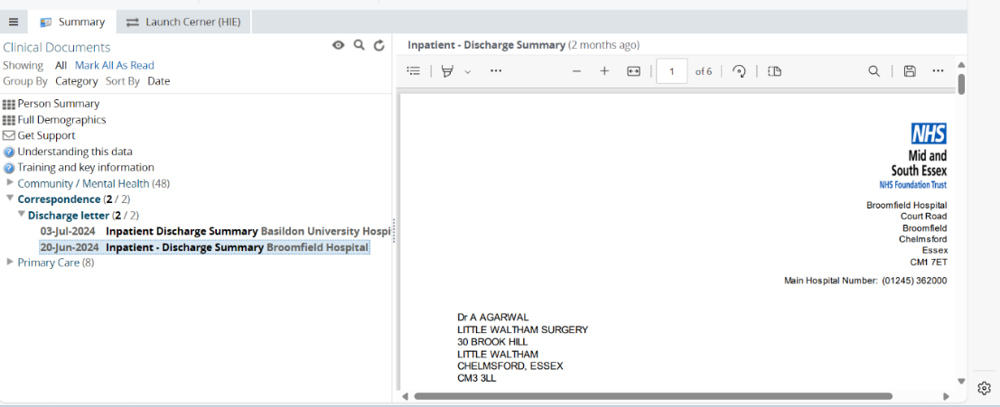 Summary
Launch Cerner (HIE)
Clinical Documents
Showing All Mark All As Read
Group By Category Sort By Date
Person Summary
Full Demographics
Get Support
Understanding this data
Training and key information
Community / Mental Health (48)
Correspondence (2 / 2)
Discharge letter (2 / 2)
03-Jul-2024 Inpatient Discharge Summary Basildon University Hospi
20-Jun-2024 Inpatient - Discharge Summary Broomfield Hospital
Primary Care (8)
Inpatient - Discharge Summary (2 months ago)
1 of 6
NHS
Mid and
South Essex
NHS Foundation Trust
Broomfield Hospital
Court Road
Broomfield
Chelmsford
Essex
CM1 7ET
Main Hospital Number: (01245) 362000
Dr A AGARWAL
LITTLE WALTHAM SURGERY
30 BROOK HILL
LITTLE WALTHAM
CHELMSFORD, ESSEX
CM3 3LL